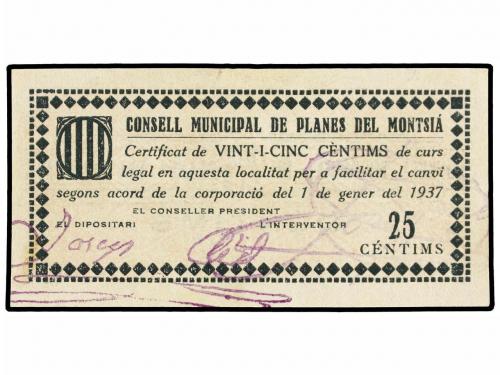 CONSELL MUNICIPAL DE PLANES DEL MONTSIÁ
Certificat de VINT-I-CINC CÈNTIMS de curs
legal en aquesta localitat per a facilitar el canvi
segons acord de la corporació del 1 de gener del 1937
EL CONSELLER PRESIDENT
EL DIPOSITARI L'INTERVENTOR
25
CÈNTIMS